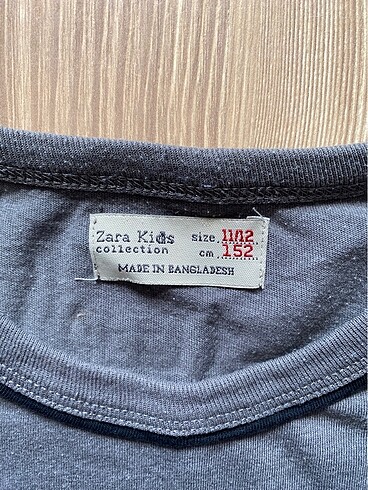 Zara Kids size 11/12
collection cm 152
MADE IN BANGLADESH